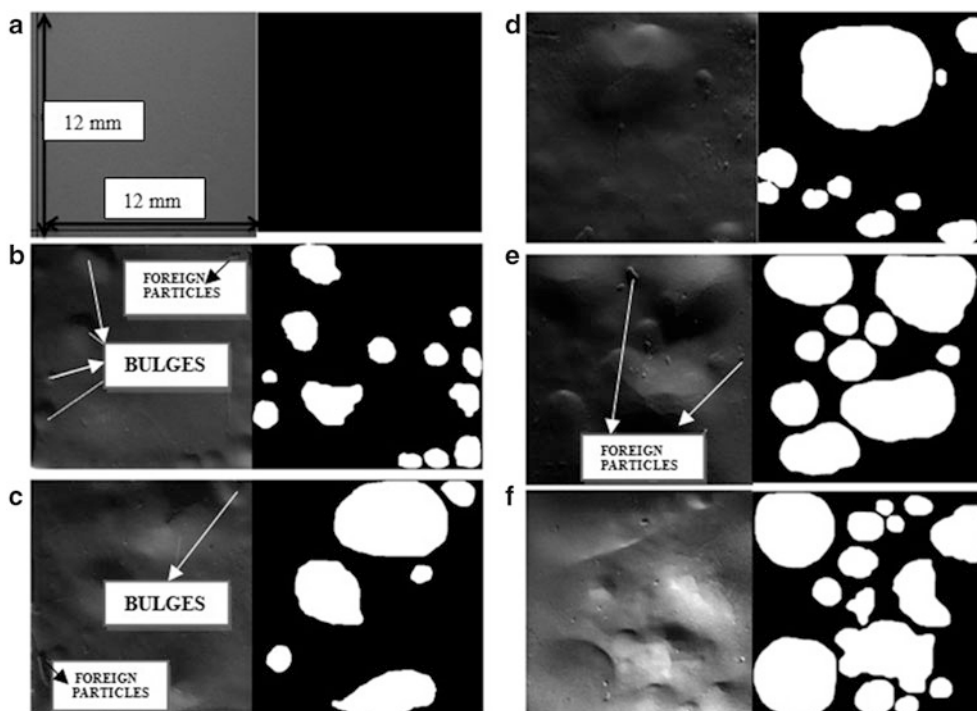 a
12 mm
12 mm
b
FOREIGN
PARTICLES
BULGES
c
BULGES
FOREIGN
PARTICLES
d
e
FOREIGN
PARTICLES
f